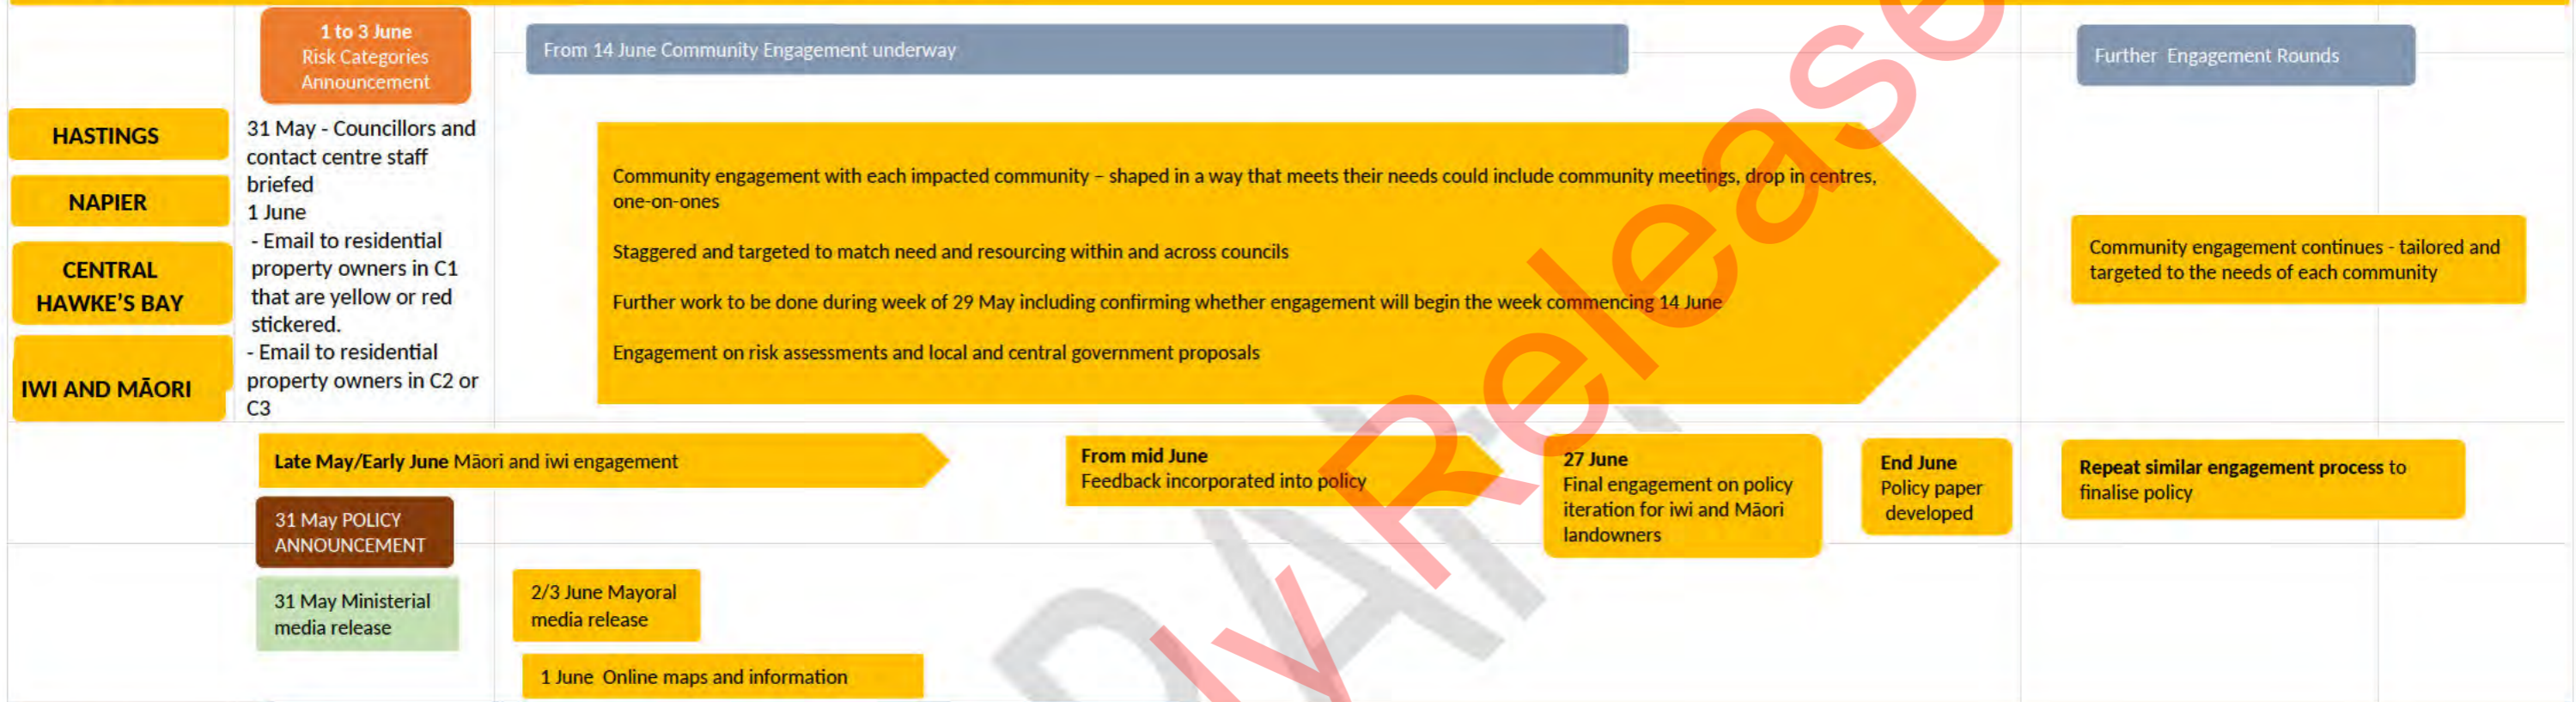 1 to 3 June
Risk Categories
Announcement
From 14 June Community Engagement underway
Further  Engagement Rounds
HASTINGS
NAPIER
CENTRAL
HAWKE'S BAY
IWI AND MĀORI
31 May - Councillors and
contact centre staff
briefed
1 June
- Email to residential
property owners in C1
that are yellow or red
stickered.
- Email to residential
property owners in C2 or
C3
Community engagement with each impacted community – shaped in a way that meets their needs could include community meetings, drop in centres,
one-on-ones
Staggered and targeted to match need and resourcing within and across councils
Further work to be done during week of 29 May including confirming whether engagement will begin the week commencing 14 June
Engagement on risk assessments and local and central government proposals
Community engagement continues - tailored and
targeted to the needs of each community
Late May/Early June Māori and iwi engagement
From mid June
Feedback incorporated into policy
27 June
Final engagement on policy
iteration for iwi and Māori
landowners
End June
Policy paper
developed
Repeat similar engagement process to
finalise policy
31 May POLICY
ANNOUNCEMENT
31 May Ministerial
media release
2/3 June Mayoral
media release
1 June  Online maps and information
ly Release